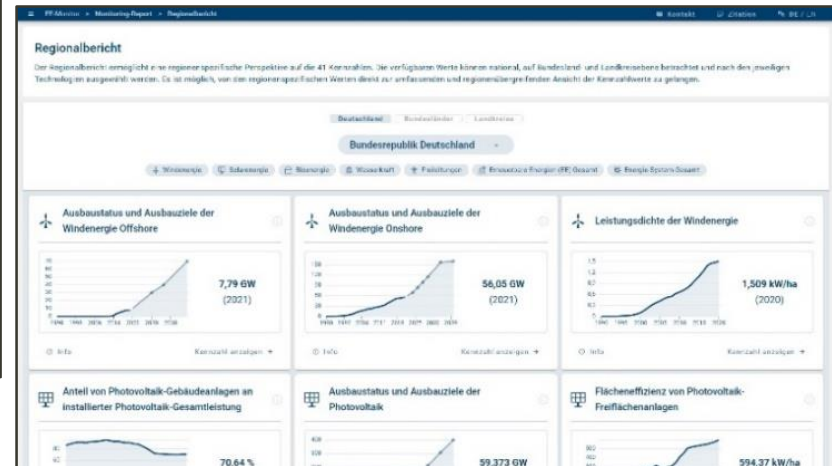 EE-Monitor > Monitoring-Report > Regionalbericht
Kontakt Zitation DE / EN
Regionalbericht
Der Regionalbericht ermöglicht eine regionenspezifische Perspektive auf die 41 Kennzahlen. Die verfügbaren Werte können national, auf Bundesland- und Landkreisebene betrachtet und nach den jeweiligen
Technologien ausgewählt werden. Es ist möglich, von den regionenspezifischen Werten direkt zur umfassenden und regionenübergreifenden Ansicht der Kennzahlwerte zu gelangen.
Deutschland Bundesländer Landkreise
Bundesrepublik Deutschland
Windenergie Solarenergie Bioenergie Wasserkraft Freileitungen Erneuerbare Energien (EE) Gesamt Energie System Gesamt
Ausbaustatus und Ausbauziele der
Windenergie Offshore
7,79 GW
(2021)
Info Kennzahl anzeigen →
Ausbaustatus und Ausbauziele der
Windenergie Onshore
56,05 GW
(2021)
Info Kennzahl anzeigen →
Leistungsdichte der Windenergie
1,509 kW/ha
(2020)
Info Kennzahl anzeigen →
Anteil von Photovoltaik-Gebäudeanlagen an
installierter Photovoltaik-Gesamtleistung
70,64 %
Ausbaustatus und Ausbauziele der
Photovoltaik
59,373 GW
Flächeneffizienz von Photovoltaik-
Freiflächenanlagen
594,37 kW/ha